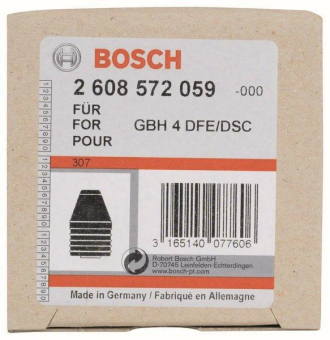 BOSCH
2 608 572 059 -000
FÜR
FOR GBH 4 DFE/DSC
POUR
307
3 165140 077606
Robert Bosch GmbH
D-70745 Leinfelden-Echterdingen
www.bosch-pt.com
Made in Germany / Fabriqué en Allemagne